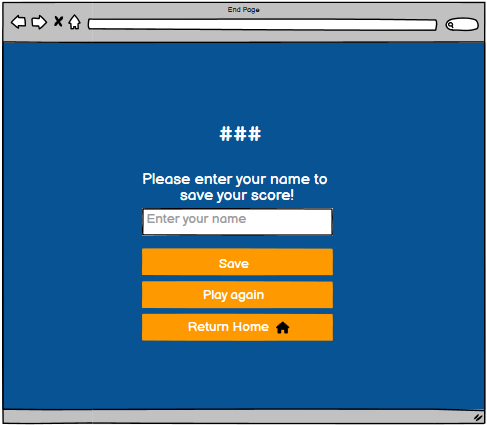 End Page
###
Please enter your name to
save your score!
Enter your name
Save
Play again
Return Home